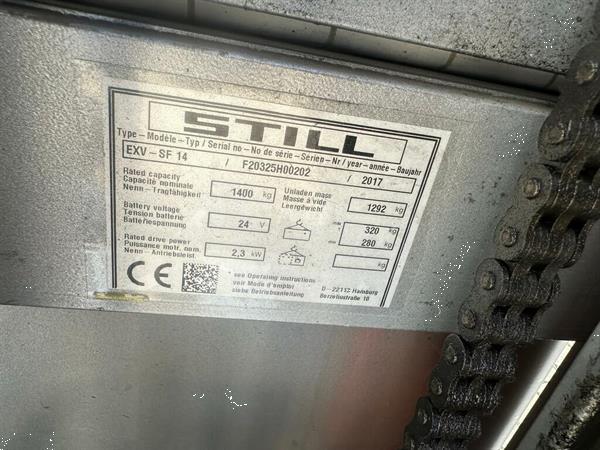 STILL
Type – Modèle – Typ / Serial no – No de série – Serien – Nr / year – année – Baujahr
EXV – SF 14 / F20325H00202 / 2017
Rated capacity
Capacité nominale
Nenn – Tragfähigkeit
1400 kg
Unladen mass
Masse à vide
Leergewicht
1292 kg
Battery voltage
Tension batterie
Batteriespannung
24 V
max 320
min 280 kg
Rated drive power
Puissance motr. nom.
Nenn – Antriebsleist.
2,3 kW
kg
CE
see Operating instructions
voir Mode d'emploi
siehe Betriebsanleitung
D – 22113 Hamburg
Berzeliusstraße 10